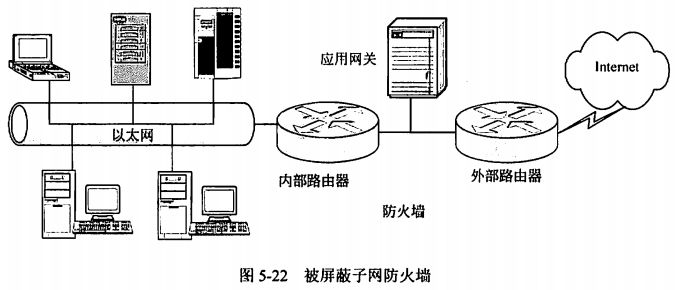 应用网关
Internet
以太网
内部路由器
外部路由器
防火墙
图 5-22 被屏蔽子网防火墙